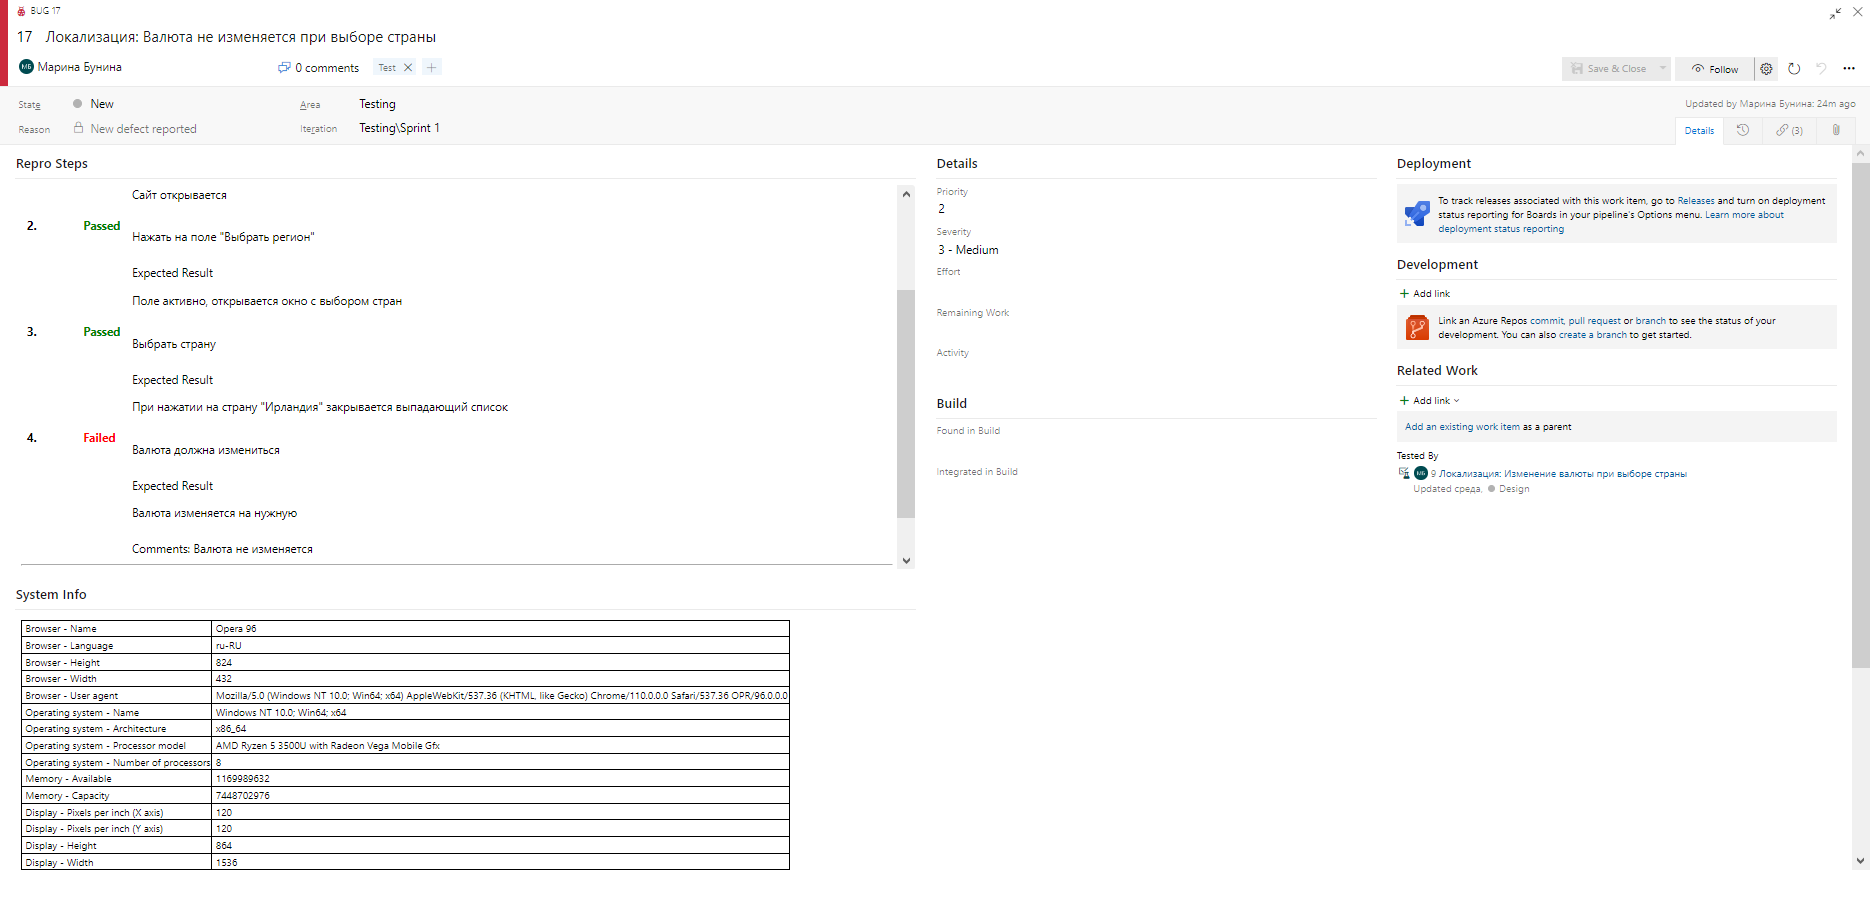 BUG 17
17 Локализация: Валюта не изменяется при выборе страны
МБ Марина Бунина 0 comments Test Save & Close Follow
State New Area Testing Updated by Марина Бунина: 24m ago
Reason New defect reported Iteration Testing\Sprint 1 Details (3)
Repro Steps
Сайт открывается
2. Passed
Нажать на поле "Выбрать регион"
Expected Result
Поле активно, открывается окно с выбором стран
3. Passed
Выбрать страну
Expected Result
При нажатии на страну "Ирландия" закрывается выпадающий список
4. Failed
Валюта должна измениться
Expected Result
Валюта изменяется на нужную
Comments: Валюта не изменяется
System Info
Browser - Name Opera 96
Browser - Language ru-RU
Browser - Height 824
Browser - Width 432
Browser - User agent Mozilla/5.0 (Windows NT 10.0; Win64; x64) AppleWebKit/537.36 (KHTML, like Gecko) Chrome/110.0.0.0 Safari/537.36 OPR/96.0.0.0
Operating system - Name Windows NT 10.0; Win64; x64
Operating system - Architecture x86_64
Operating system - Processor model AMD Ryzen 5 3500U with Radeon Vega Mobile Gfx
Operating system - Number of processors 8
Memory - Available 1169989632
Memory - Capacity 7448702976
Display - Pixels per inch (X axis) 120
Display - Pixels per inch (Y axis) 120
Display - Height 864
Display - Width 1536
Details
Priority
2
Severity
3 - Medium
Effort
Remaining Work
Activity
Build
Found in Build
Integrated in Build
Deployment
To track releases associated with this work item, go to Releases and turn on deployment
status reporting for Boards in your pipeline's Options menu. Learn more about
deployment status reporting
Development
Add link
Link an Azure Repos commit, pull request or branch to see the status of your
development. You can also create a branch to get started.
Related Work
Add link
Add an existing work item as a parent
Tested By
МБ 9 Локализация: Изменение валюты при выборе страны
Updated среда, Design